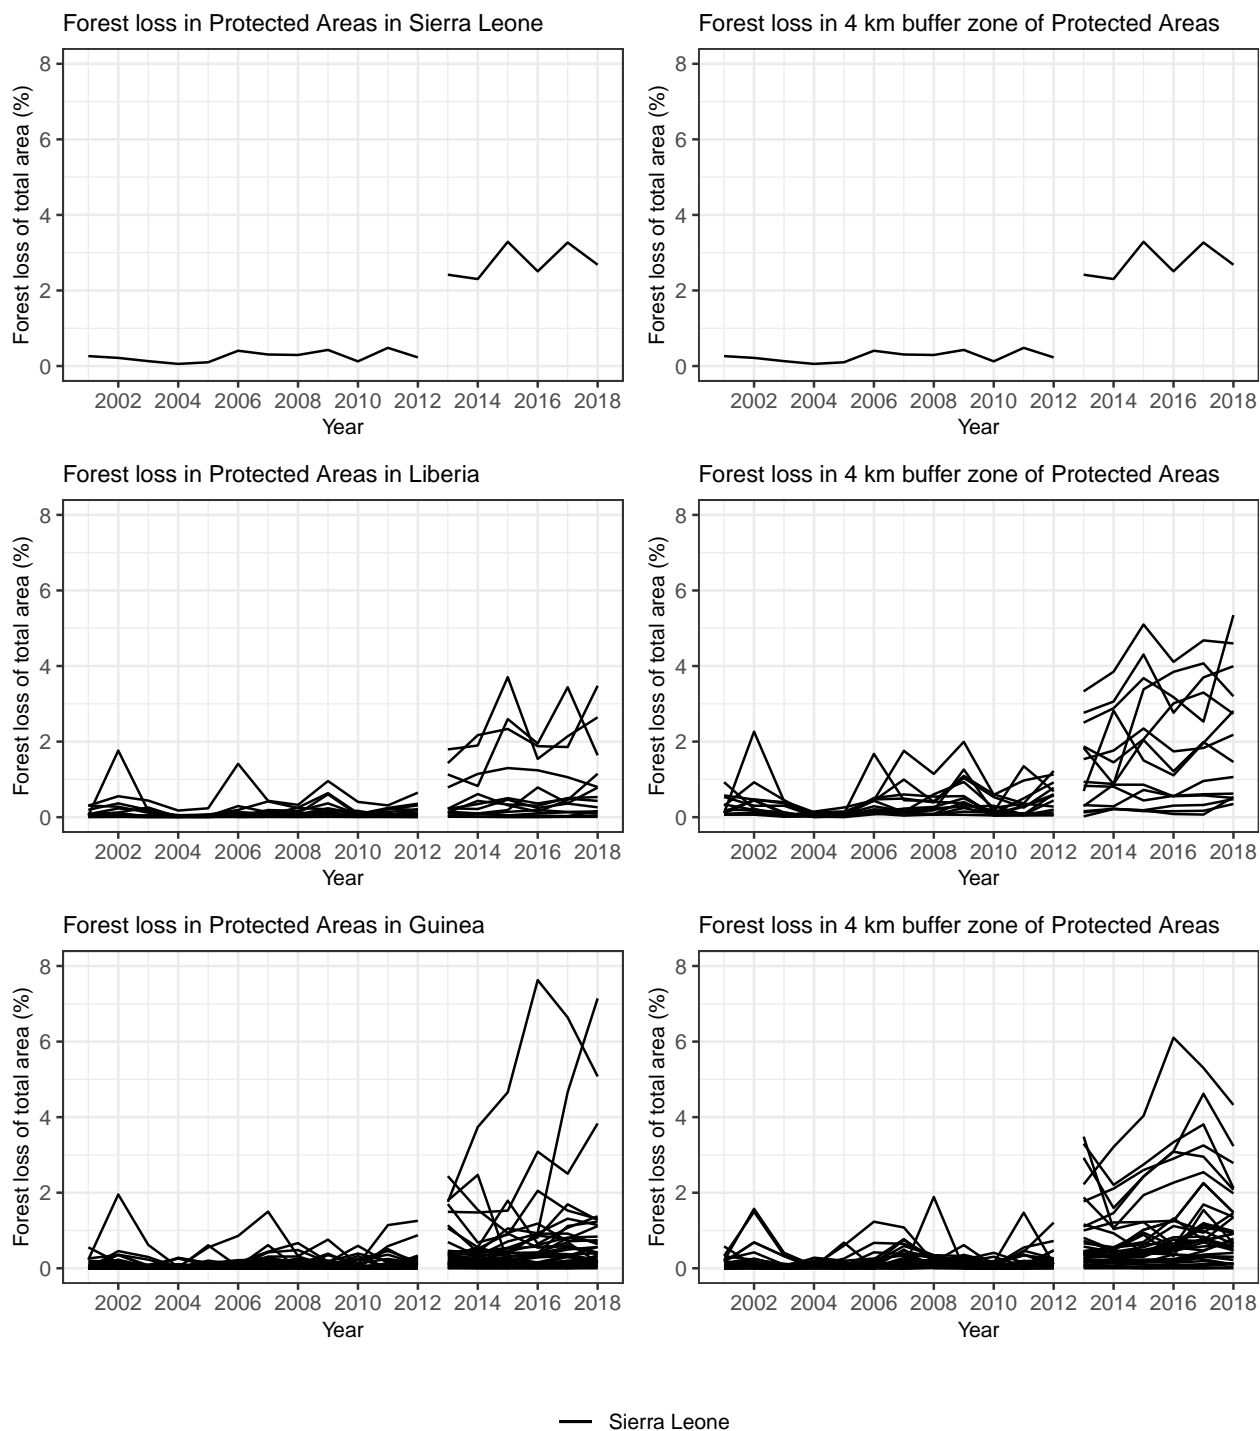 Forest loss in Protected Areas in Sierra Leone
Forest loss of total area (%)
8
6
4
2
0
2002 2004 2006 2008 2010 2012 2014 2016 2018
Year
Forest loss in 4 km buffer zone of Protected Areas
Forest loss of total area (%)
8
6
4
2
0
2002 2004 2006 2008 2010 2012 2014 2016 2018
Year
Forest loss in Protected Areas in Liberia
Forest loss of total area (%)
8
6
4
2
0
2002 2004 2006 2008 2010 2012 2014 2016 2018
Year
Forest loss in 4 km buffer zone of Protected Areas
Forest loss of total area (%)
8
6
4
2
0
2002 2004 2006 2008 2010 2012 2014 2016 2018
Year
Forest loss in Protected Areas in Guinea
Forest loss of total area (%)
8
6
4
2
0
2002 2004 2006 2008 2010 2012 2014 2016 2018
Year
Forest loss in 4 km buffer zone of Protected Areas
Forest loss of total area (%)
8
6
4
2
0
2002 2004 2006 2008 2010 2012 2014 2016 2018
Year
Sierra Leone